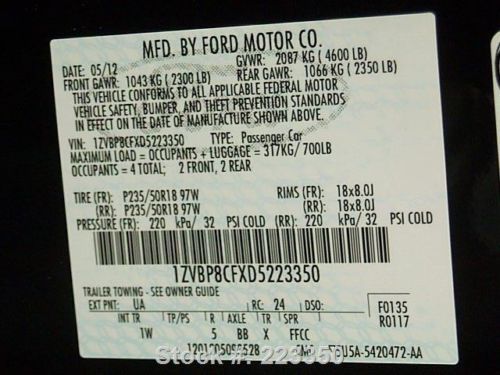 MFD. BY FORD MOTOR CO.
DATE: 05/12 GVWR: 2087 KG ( 4600 LB)
FRONT GAWR: 1043 KG ( 2300 LB) REAR GAWR: 1066 KG ( 2350 LB)
THIS VEHICLE CONFORMS TO ALL APPLICABLE FEDERAL MOTOR
VEHICLE SAFETY, BUMPER, AND THEFT PREVENTION STANDARDS
IN EFFECT ON THE DATE OF MANUFACTURE SHOWN ABOVE.
VIN: 1ZVBP8CFXD5223350 TYPE: Passenger Car
MAXIMUM LOAD = OCCUPANTS + LUGGAGE = 317KG/ 700LB
OCCUPANTS = 4 TOTAL; 2 FRONT, 2 REAR
TIRE (FR): P235/50R18 97W RIMS (FR): 18x8.0J
(RR): P235/50R18 97W (RR): 18x8.0J
PRESSURE (FR): 220 kPa/ 32 PSI COLD (RR): 220 kPa/ 32 PSI COLD
1ZVBP8CFXD5223350
TRAILER TOWING - SEE OWNER GUIDE
EXT PNT: UA RC: 24 DSO: F0135
INT TR TP/PS R AXLE TR SPR R0117
1W 5 BB X FFCC
5U5A-5420472-AA
Stock #: 223350